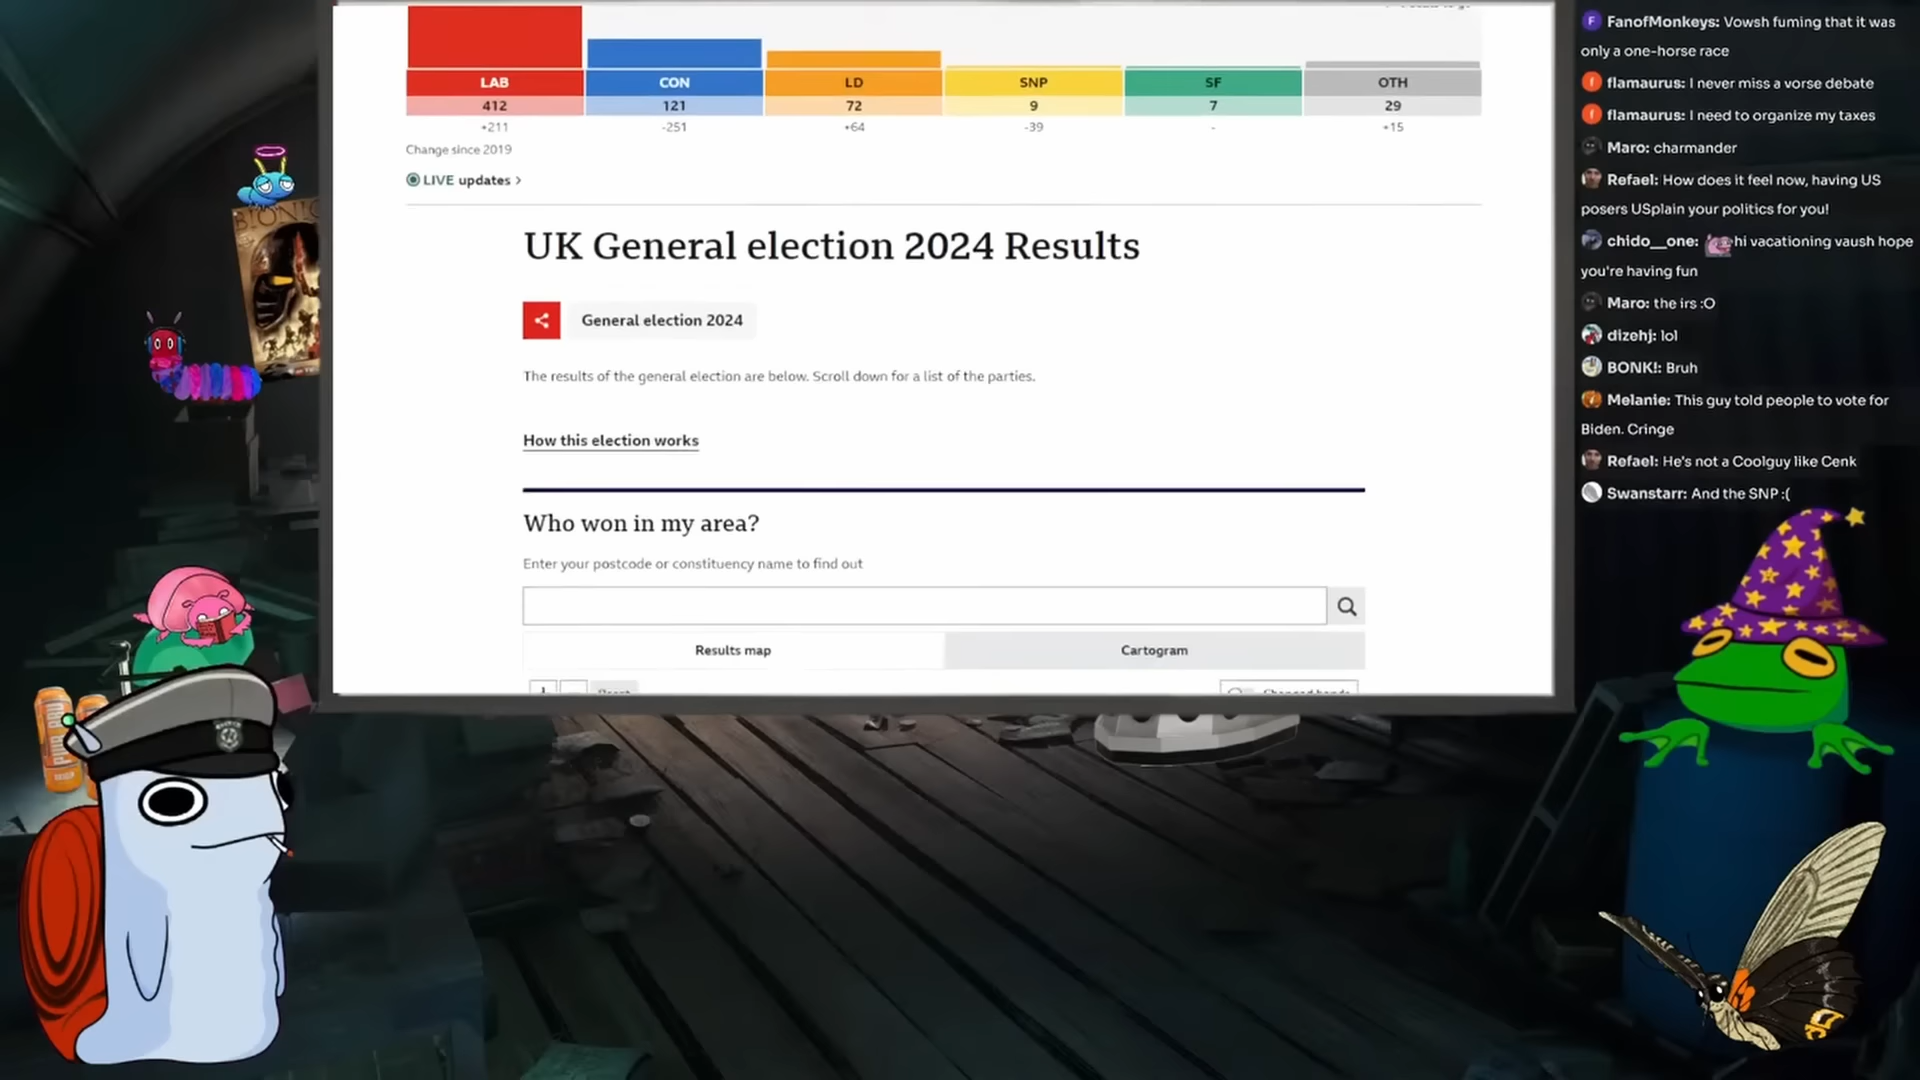 LAB CON LD SNP SF OTH
412 121 72 9 7 29
+211 -251 +64 -39 - +15
Change since 2019
LIVE updates >
UK General election 2024 Results
General election 2024
The results of the general election are below. Scroll down for a list of the parties.
How this election works
Who won in my area?
Enter your postcode or constituency name to find out
Results map Cartogram
BIONIC
F FanofMonkeys: Vowsh fuming that it was
only a one-horse race
f flamaurus: I never miss a vorse debate
f flamaurus: I need to organize my taxes
Maro: charmander
Refael: How does it feel now, having US
posers USplain your politics for you!
chido__one: hi vacationing vaush hope
you're having fun
Maro: the irs :O
dizehj: lol
BONK!: Bruh
Melanie: This guy told people to vote for
Biden. Cringe
Refael: He's not a Coolguy like Cenk
Swanstarr: And the SNP :(